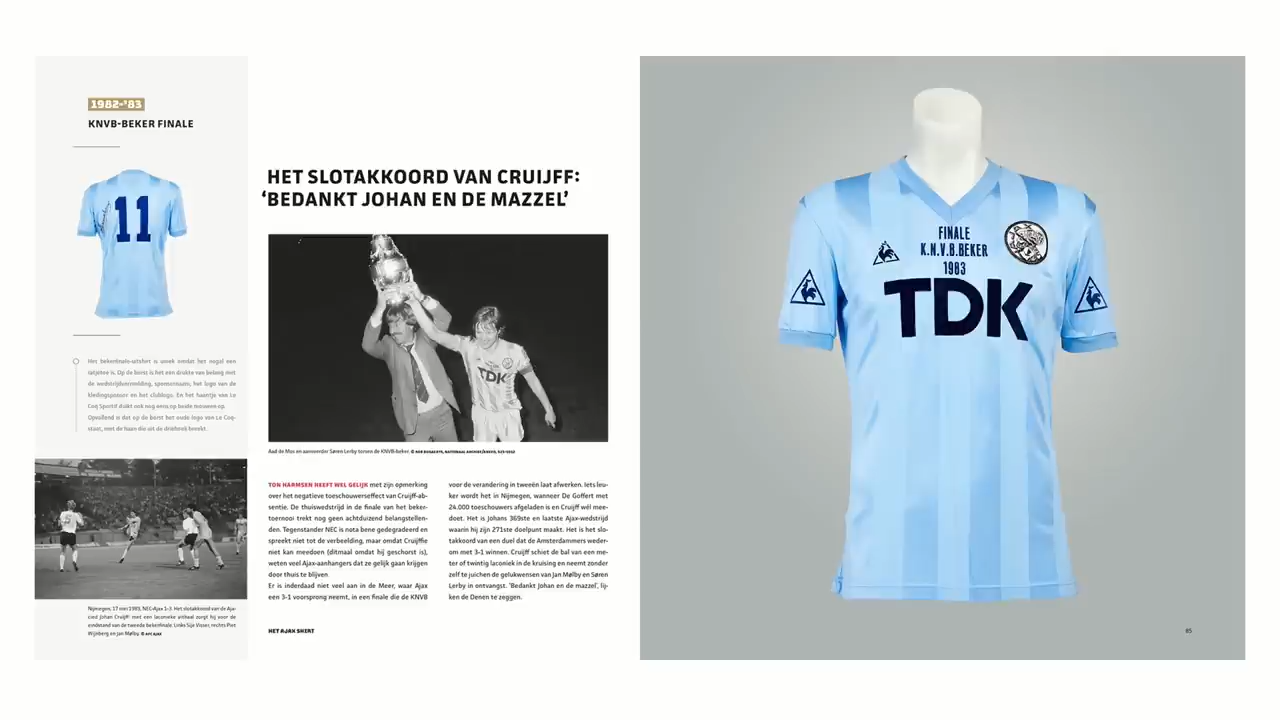 1982-'83
KNVB-BEKER FINALE
11
Het bekerfinale-uitshirt is uniek omdat het nogal een
ratjetoe is. Op de borst is het een drukte van belang met
de wedstrijdvermelding, sponsornaam, het logo van de
kledingsponsor en het clublogo. En het haantje van Le
Coq Sportif duikt ook nog eens op beide mouwen op.
Opvallend is dat op de borst het oude logo van Le Coq-
staat, met de haan die uit de driehoek breekt.
Nijmegen, 17 mei 1983, NEC-Ajax 1-3. Het slotakkoord van de Aja-
cied Johan Cruijff: met een laconieke uithaal zorgt hij voor de
eindstand van de tweede bekerfinale. Links Sije Visser, rechts Piet
Wijnberg en Jan Mølby. © AFC AJAX
HET SLOTAKKOORD VAN CRUIJFF:
'BEDANKT JOHAN EN DE MAZZEL'
TDK
Aad de Mos en aanvoerder Søren Lerby tonen de KNVB-beker. © ROB BOGAERTS, NATIONAAL ARCHIEF/ANEFO,
TON HARMSEN HEEFT WEL GELIJK met zijn opmerking
over het negatieve toeschouwerseffect van Cruijff-ab-
sentie. De thuiswedstrijd in de finale van het beker-
toernooi trekt nog geen achtduizend belangstellen-
den. Tegenstander NEC is nota bene gedegradeerd en
spreekt niet tot de verbeelding, maar omdat Cruijffie
niet kan meedoen (ditmaal omdat hij geschorst is),
weten veel Ajax-aanhangers dat ze gelijk gaan krijgen
door thuis te blijven.
Er is inderdaad niet veel aan in de Meer, waar Ajax
een 3-1 voorsprong neemt, in een finale die de KNVB
voor de verandering in tweeën laat afwerken. Iets leu-
ker wordt het in Nijmegen, wanneer De Goffert met
24.000 toeschouwers afgeladen is en Cruijff wél mee-
doet. Het is Johans 369ste en laatste Ajax-wedstrijd
waarin hij zijn 271ste doelpunt maakt. Het is het slo-
takkoord van een duel dat de Amsterdammers weder-
om met 3-1 winnen. Cruijff schiet de bal van een me-
ter of twintig laconiek in de kruising en neemt zonder
zelf te juichen de gelukwensen van Jan Mølby en Søren
Lerby in ontvangst. 'Bedankt Johan en de mazzel', lij-
ken de Denen te zeggen.
HET AJAX SHIRT
FINALE
K.N.V.B.BEKER
1983
TDK
85